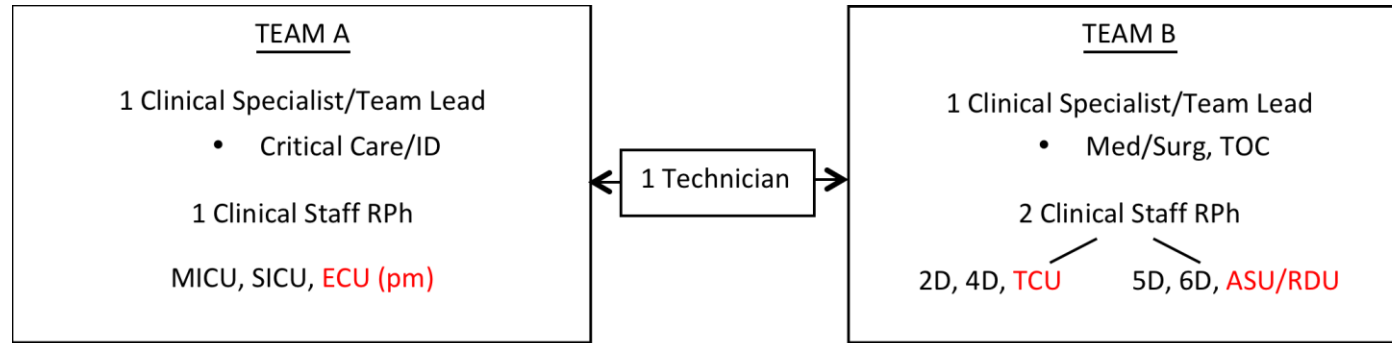 TEAM A
1 Clinical Specialist/Team Lead
• Critical Care/ID
1 Clinical Staff RPh
MICU, SICU, ECU (pm)
1 Technician
TEAM B
1 Clinical Specialist/Team Lead
• Med/Surg, TOC
2 Clinical Staff RPh
2D, 4D, TCU
5D, 6D, ASU/RDU